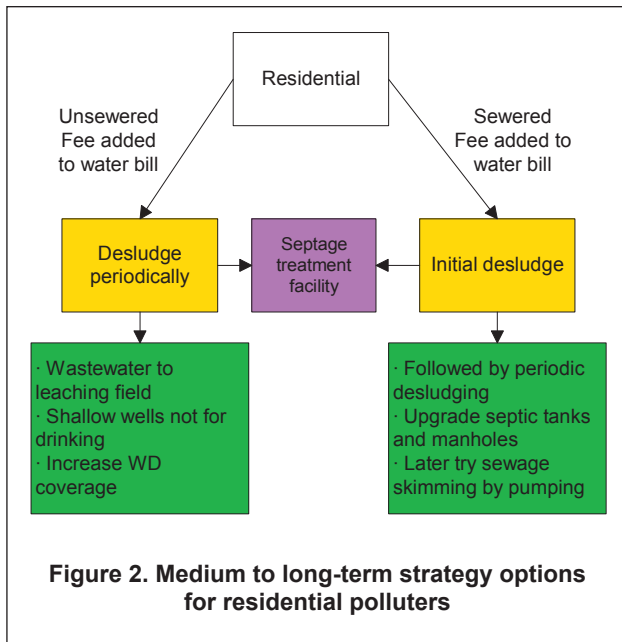 Residential
Unsewered
Fee added
to water bill
Sewered
Fee added to
water bill
Desludge
periodically
Septage
treatment
facility
Initial desludge
· Wastewater to
leaching field
· Shallow wells not for
drinking
· Increase WD
coverage
· Followed by periodic
desludging
· Upgrade septic tanks
and manholes
· Later try sewage
skimming by pumping
Figure 2. Medium to long-term strategy options
for residential polluters